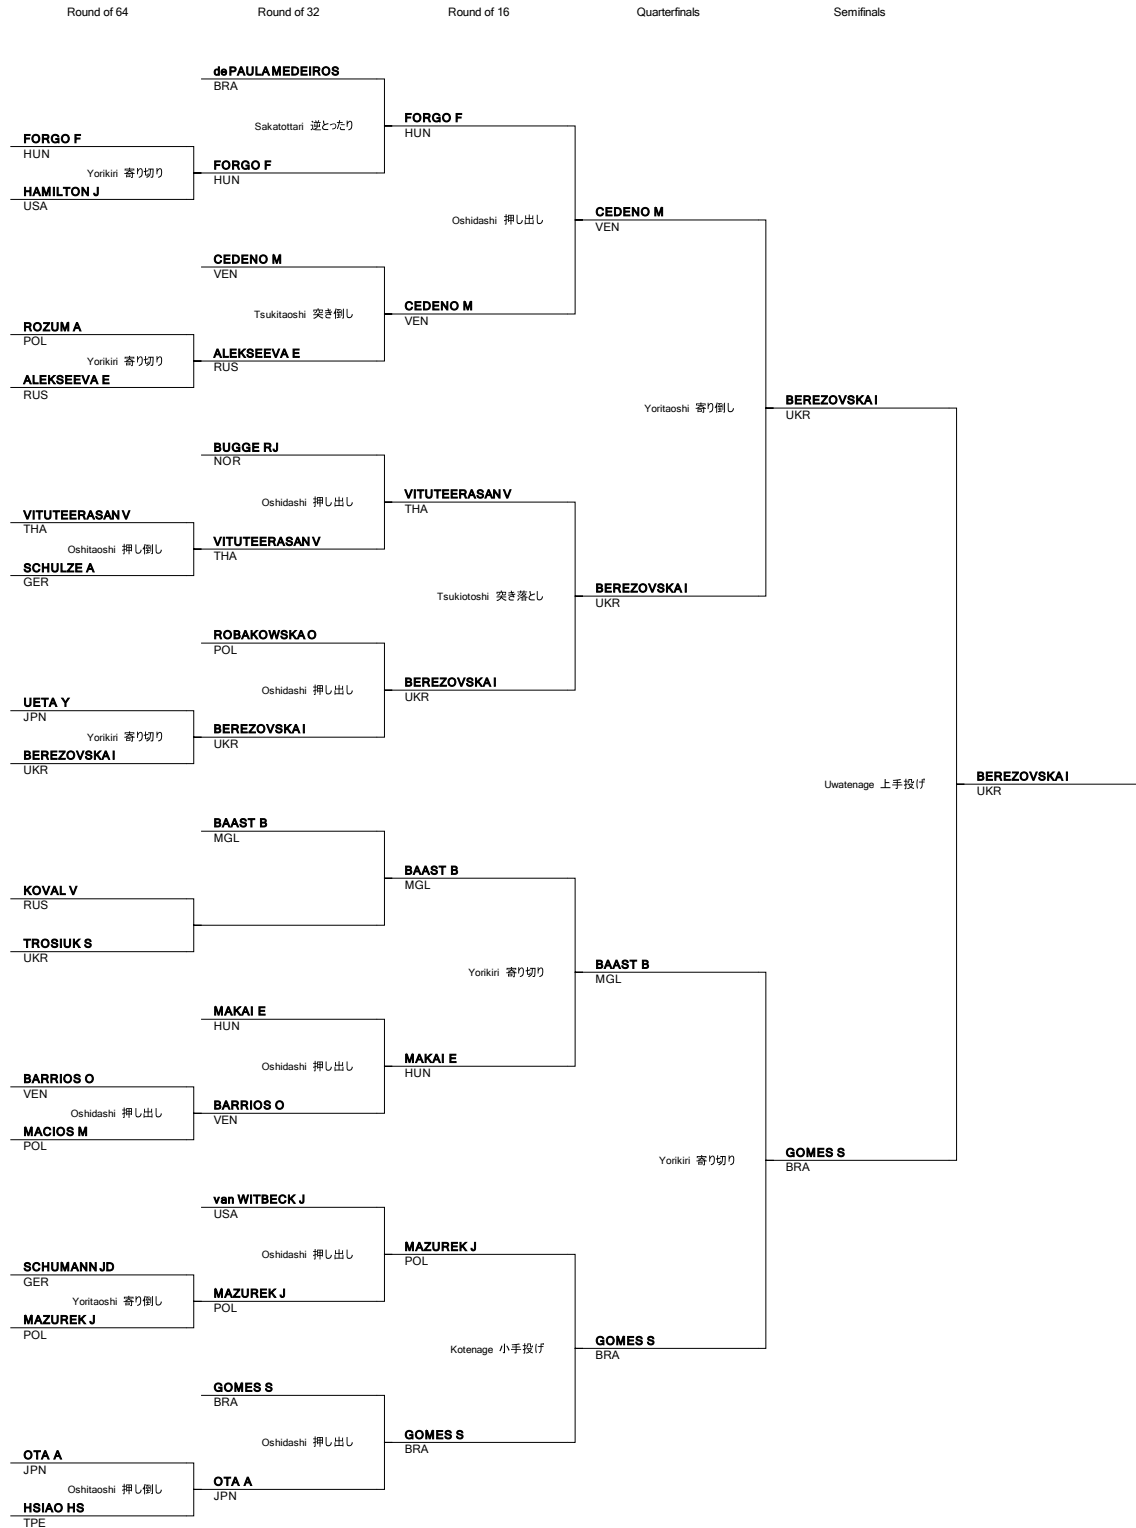 Round of 64
Round of 32
Round of 16
Quarterfinals
Semifinals
dePAULAMEDEIROS
BRA
Sakatottari 逆とったり
FORGO F
HUN
FORGO F
HUN
Yorikiri 寄り切り
FORGO F
HUN
HAMILTON J
USA
Oshidashi 押し出し
CEDENO M
VEN
CEDENO M
VEN
Tsukitaoshi 突き倒し
CEDENO M
VEN
ROZUM A
POL
Yorikiri 寄り切り
ALEKSEEVA E
RUS
ALEKSEEVA E
RUS
Yoritaoshi 寄り倒し
BEREZOVSKA I
UKR
BUGGE RJ
NOR
Oshidashi 押し出し
VITUTEERASAN V
THA
VITUTEERASAN V
THA
Oshitaoshi 押し倒し
VITUTEERASAN V
THA
SCHULZE A
GER
Tsukiotoshi 突き落とし
BEREZOVSKA I
UKR
ROBAKOWSKA O
POL
Oshidashi 押し出し
BEREZOVSKA I
UKR
UETA Y
JPN
Yorikiri 寄り切り
BEREZOVSKA I
UKR
BEREZOVSKA I
UKR
Uwatenage 上手投げ
BEREZOVSKA I
UKR
BAAST B
MGL
BAAST B
MGL
KOVAL V
RUS
TROSIUK S
UKR
Yorikiri 寄り切り
BAAST B
MGL
MAKAI E
HUN
Oshidashi 押し出し
MAKAI E
HUN
BARRIOS O
VEN
Oshidashi 押し出し
BARRIOS O
VEN
MACIOS M
POL
Yorikiri 寄り切り
GOMES S
BRA
van WITBECK J
USA
Oshidashi 押し出し
MAZUREK J
POL
SCHUMANN JD
GER
Yoritaoshi 寄り倒し
MAZUREK J
POL
MAZUREK J
POL
Kotenage 小手投げ
GOMES S
BRA
GOMES S
BRA
Oshidashi 押し出し
GOMES S
BRA
OTA A
JPN
Oshitaoshi 押し倒し
OTA A
JPN
HSIAO HS
TPE